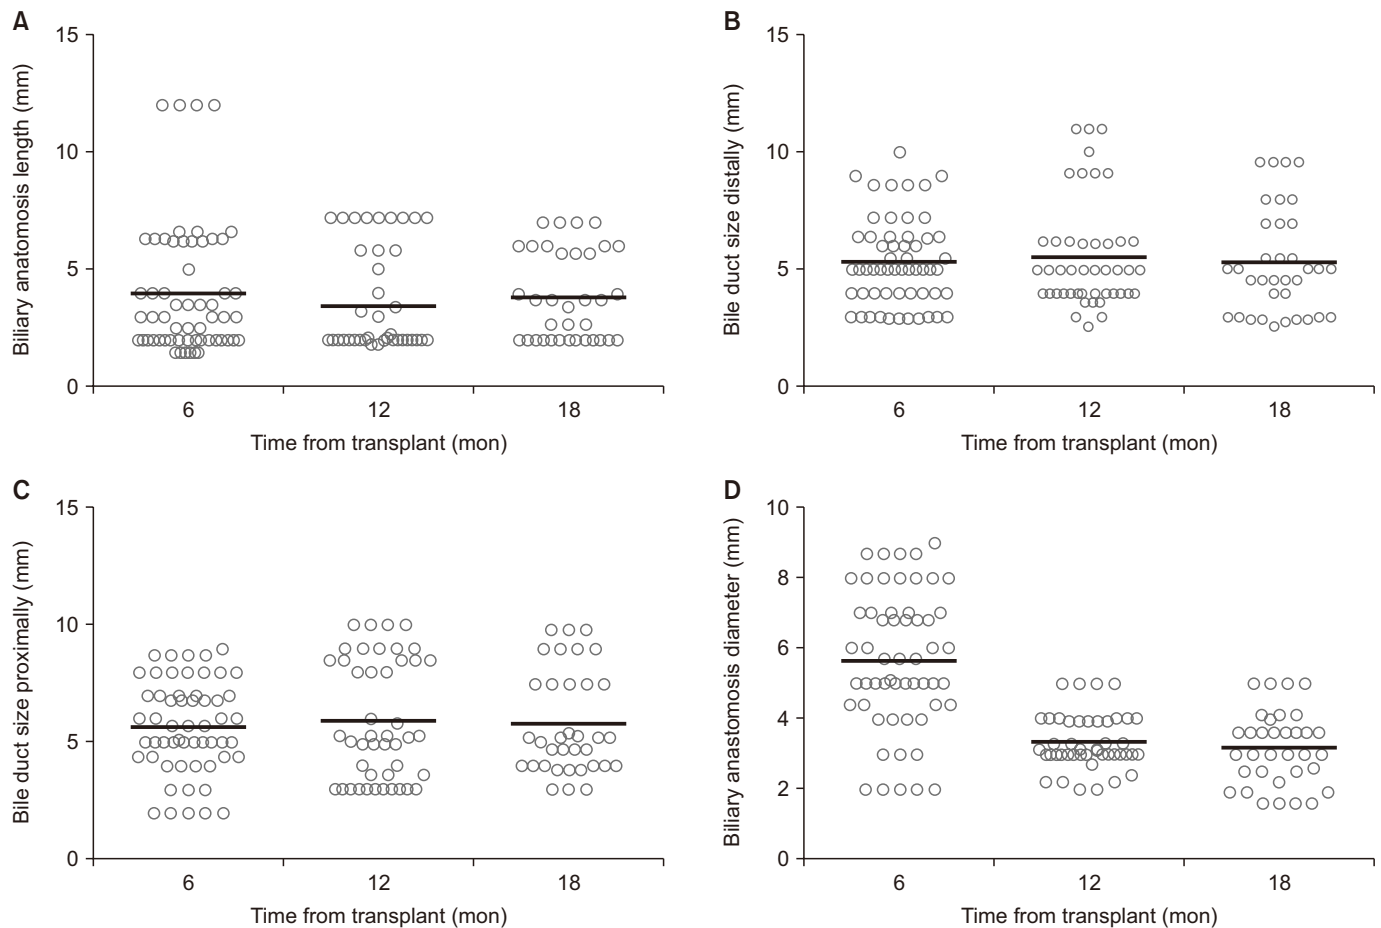 A
15
10
5
0
Biliary anatomosis length (mm)
6
12
18
Time from transplant (mon)
B
15
10
5
0
Bile duct size distally (mm)
6
12
18
Time from transplant (mon)
C
15
10
5
0
Bile duct size proximally (mm)
6
12
18
Time from transplant (mon)
D
10
8
6
4
2
0
Biliary anastomosis diameter (mm)
6
12
18
Time from transplant (mon)